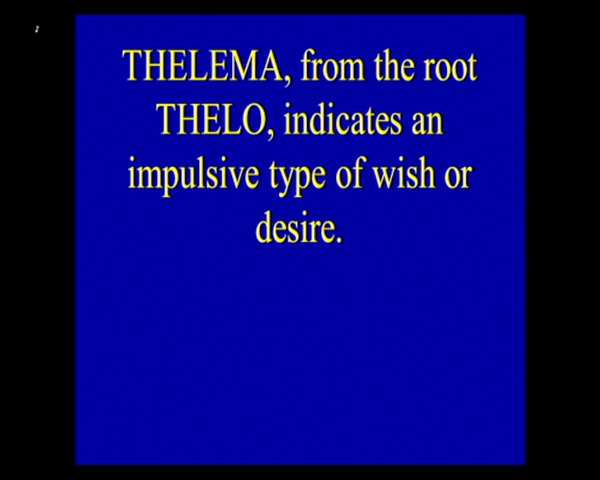 THELEMA, from the root
THELO, indicates an
impulsive type of wish or
desire.